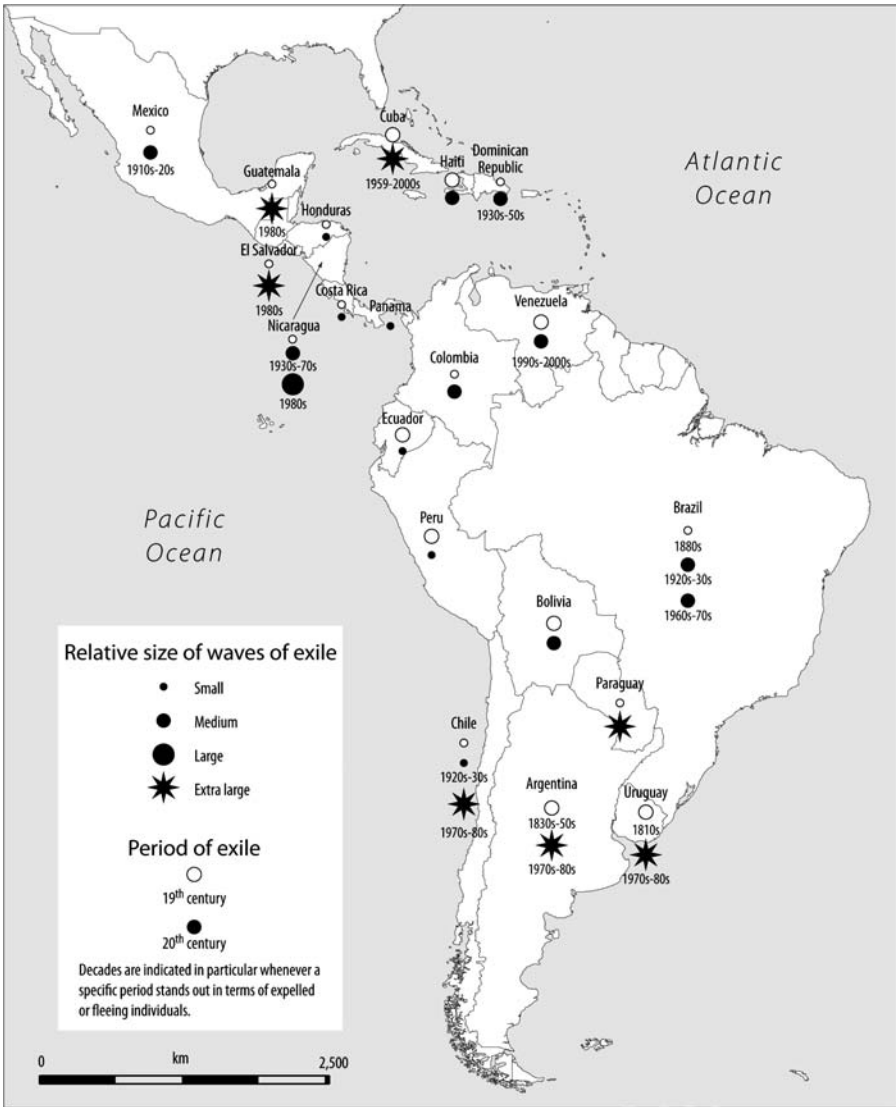 Mexico
1910s-20s
Guatemala
1980s
Honduras
El Salvador
1980s
Nicaragua
1930s-70s
1980s
Costa Rica
Panama
Cuba
1959-2000s
Haiti
Dominican
Republic
1930s-50s
Atlantic
Ocean
Venezuela
1990s-2000s
Colombia
Ecuador
Peru
Pacific
Ocean
Brazil
1880s
1920s-30s
1960s-70s
Bolivia
Paraguay
Chile
1920s-30s
1970s-80s
Argentina
1830s-50s
1970s-80s
Uruguay
1810s
1970s-80s
Relative size of waves of exile
Small
Medium
Large
Extra large
Period of exile
19th century
20th century
Decades are indicated in particular whenever a
specific period stands out in terms of expelled
or fleeing individuals.
0 km 2,500